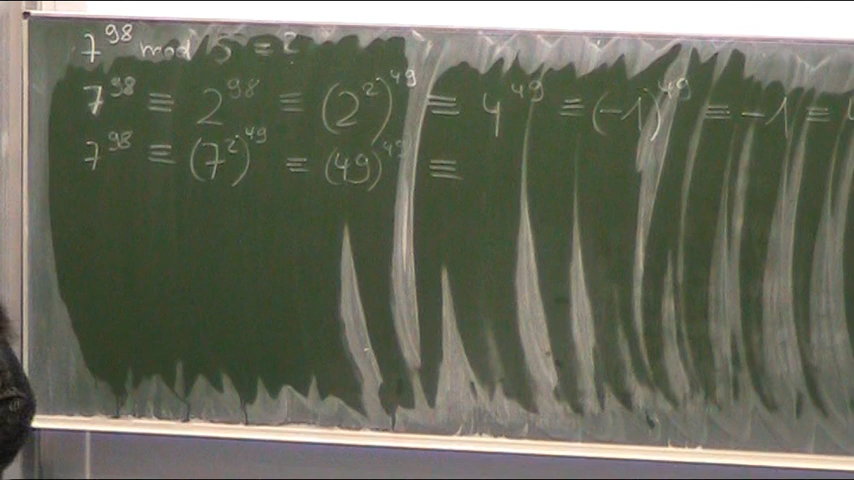 7^98 mod 5 = ?
7^98 ≡ 2^98 ≡ (2^2)^49 ≡ 4^49 ≡ (-1)^49 ≡ -1 ≡ 4
7^98 ≡ (7^2)^49 ≡ (49)^49 ≡